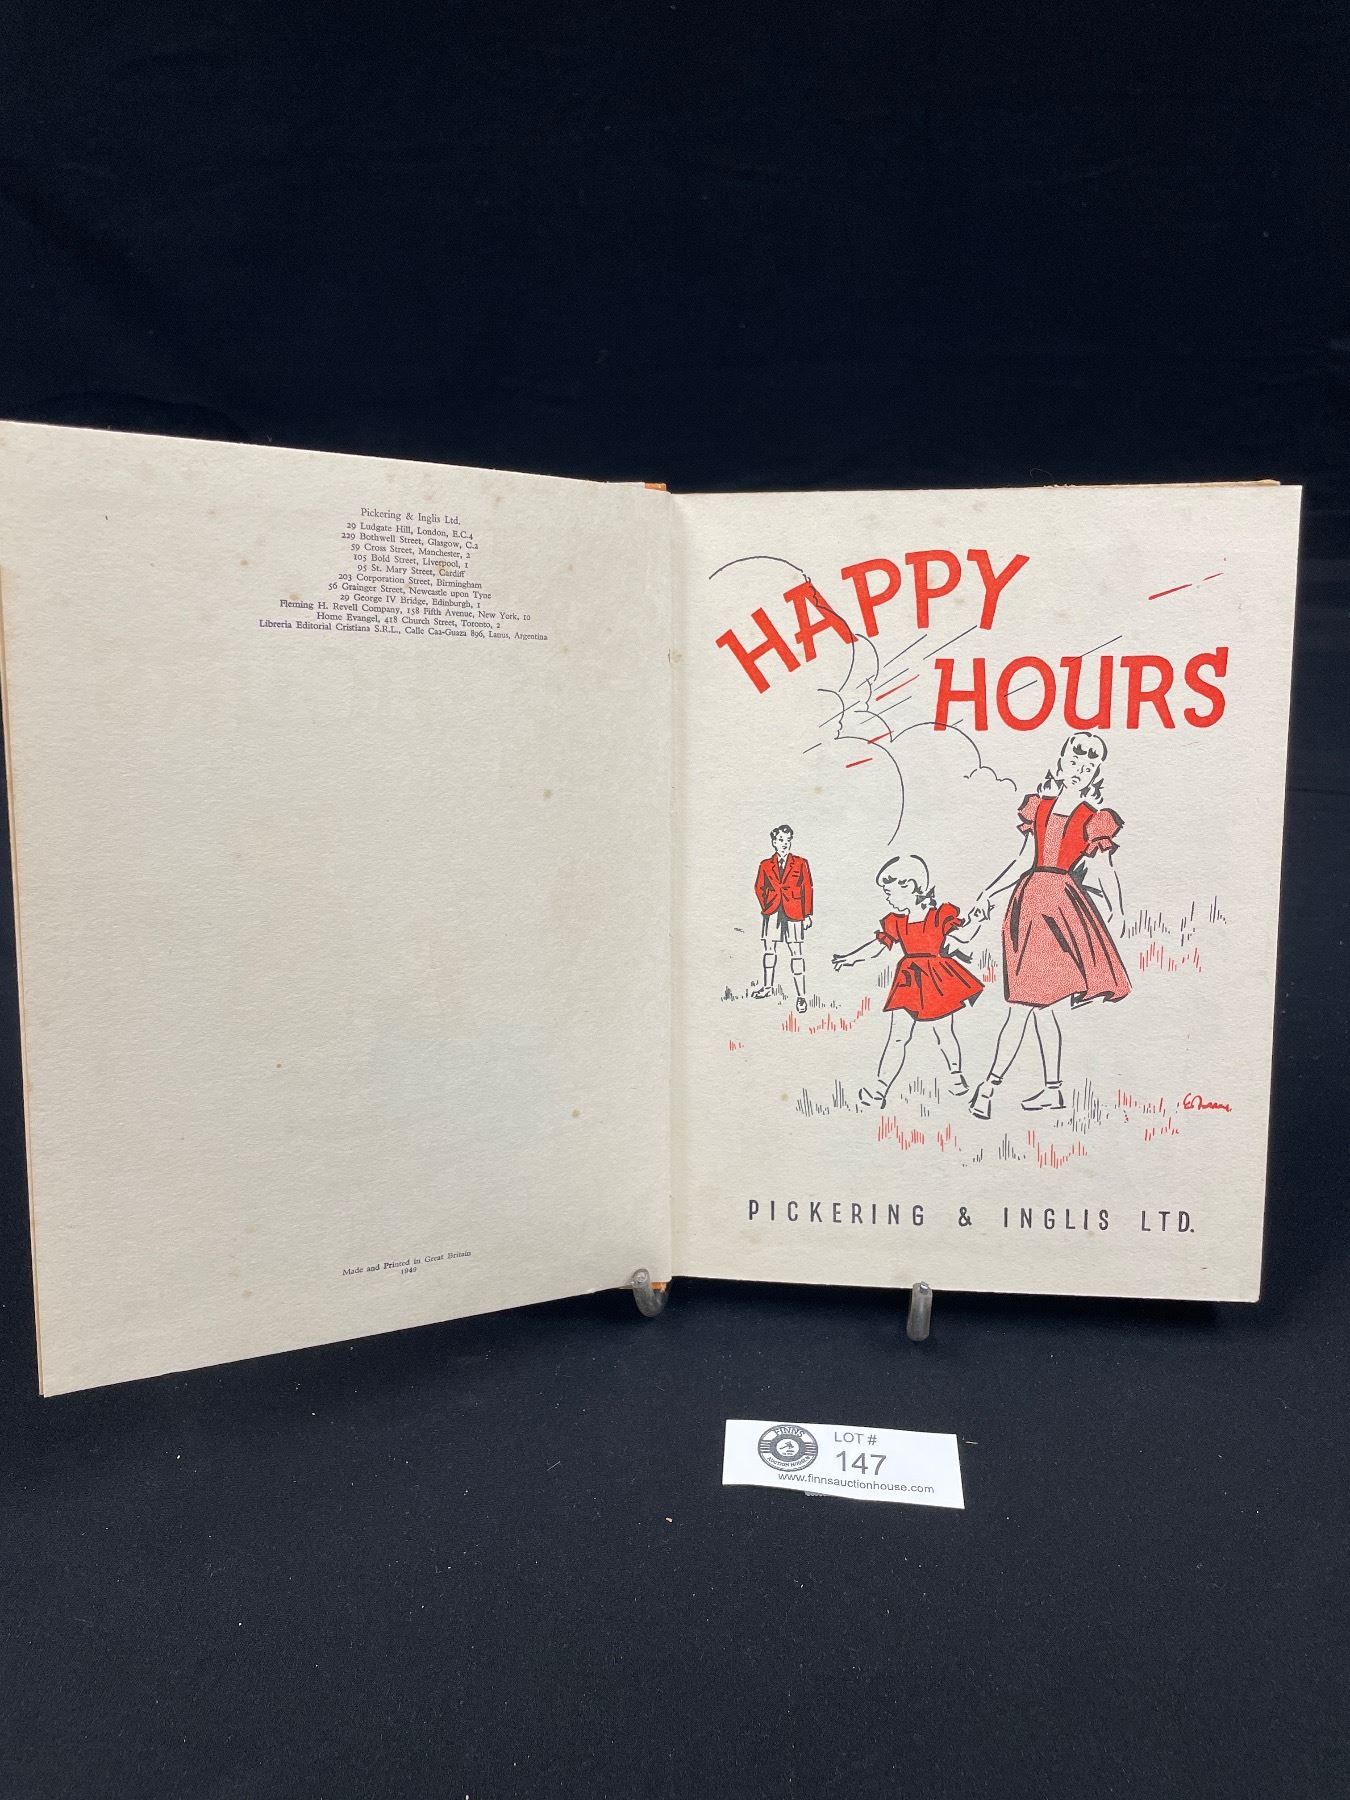 Pickering & Inglis Ltd.
29 Ludgate Hill, London, E.C.4
229 Bothwell Street, Glasgow, C.2
59 Cross Street, Manchester, 2
105 Bold Street, Liverpool, 1
95 St. Mary Street, Cardiff
203 Corporation Street, Birmingham
56 Grainger Street, Newcastle upon Tyne
29 George IV Bridge, Edinburgh, 1
Fleming H. Revell Company, 158 Fifth Avenue, New York, 10
Home Evangel, 418 Church Street, Toronto, 2
Libreria Editorial Cristiana S.R.L., Calle Caa-Guaza 896, Lanus, Argentina
Made and Printed in Great Britain
1949
HAPPY
HOURS
PICKERING & INGLIS LTD.
FINNS
AUCTION HOUSE
LOT #
147
www.finnsauctionhouse.com